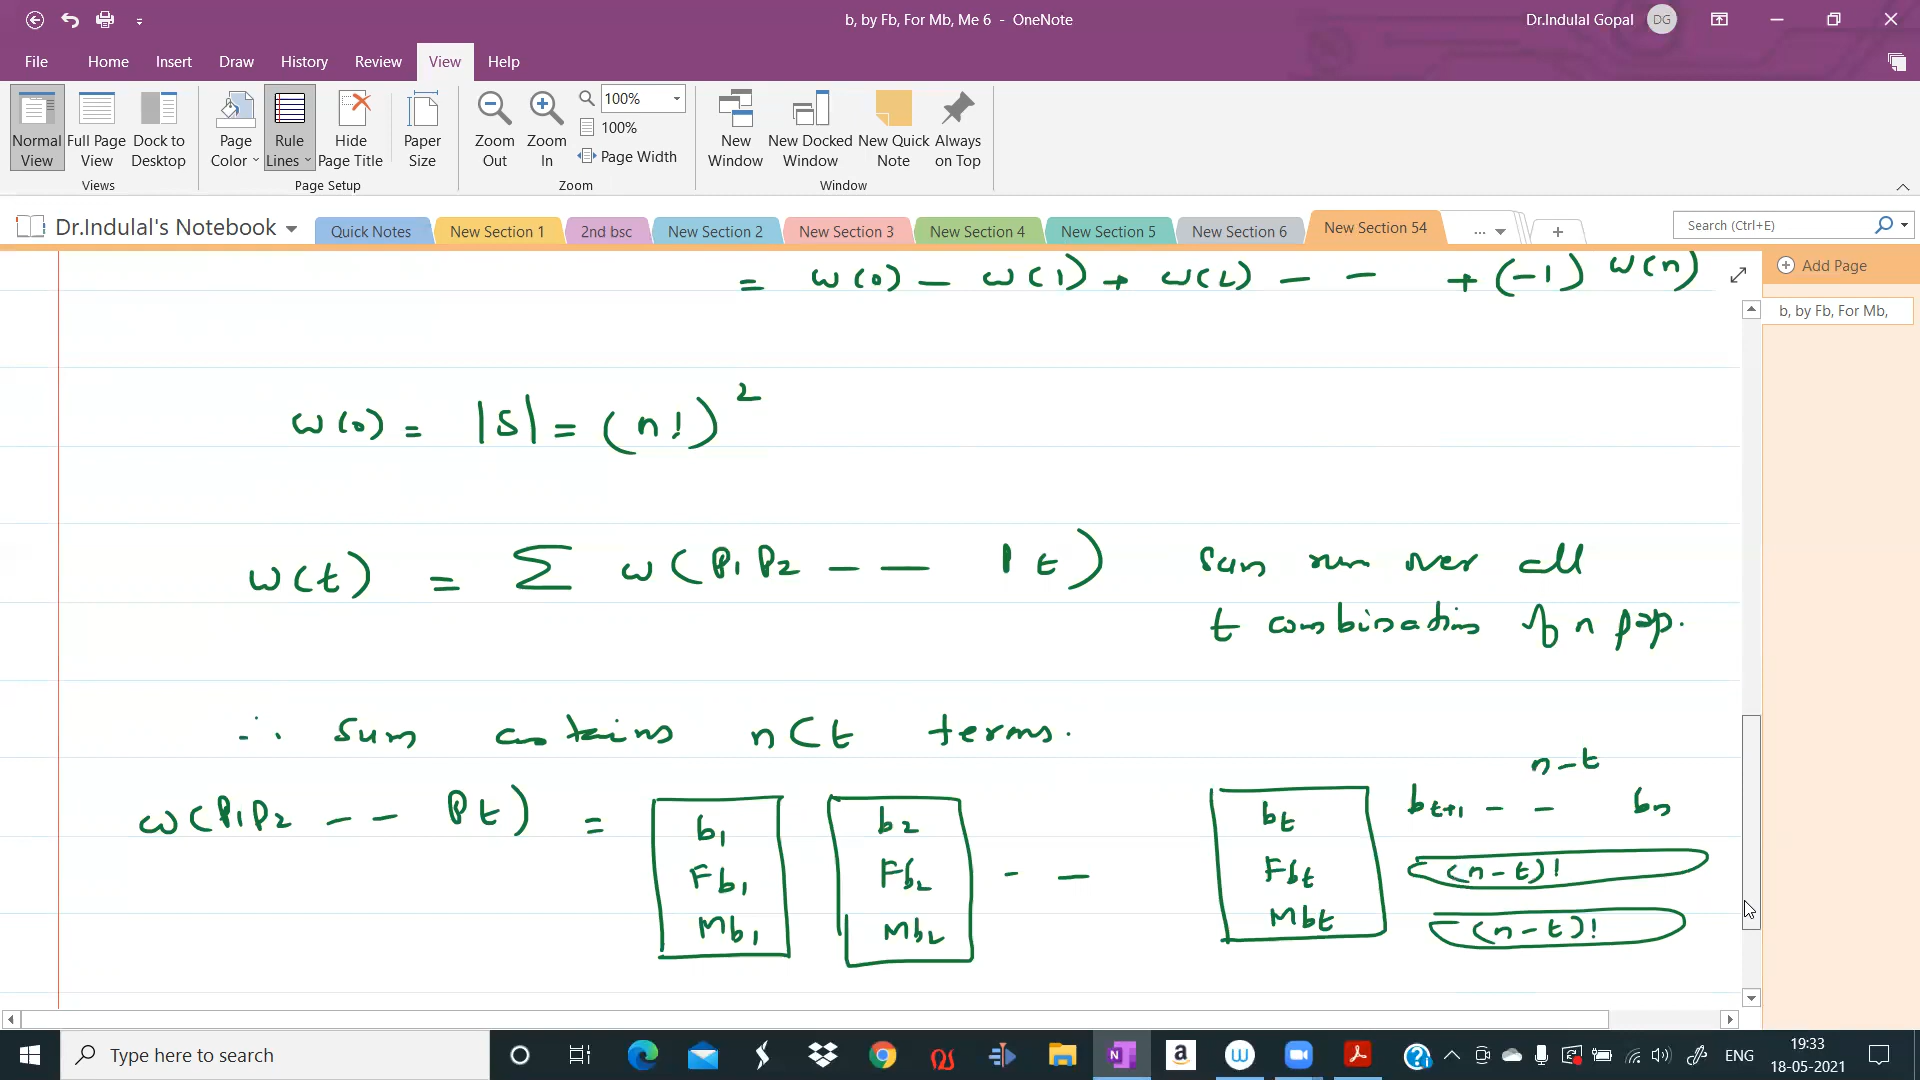 b, by Fb, For Mb, Me 6 - OneNote
Dr.Indulal Gopal DG
File Home Insert Draw History Review View Help
100%
100%
Page Width
Normal View Full Page View Dock to Desktop Page Color Rule Lines Hide Page Title Paper Size Zoom Out Zoom In New Window New Docked Window New Quick Note Always on Top
Views Page Setup Zoom Window
Dr.Indulal's Notebook Quick Notes New Section 1 2nd bsc New Section 2 New Section 3 New Section 4 New Section 5 New Section 6 New Section 54 ... + Search (Ctrl+E)
Add Page
b, by Fb, For Mb,
= w(0) - w(1) + w(2) - - + (-1) w(n)
w(0) = |S| = (n!)²
w(t) = Σ w(P₁P₂ - - Pt) Sum run over all
t combinations of n prop.
∴ Sum contains nCt terms.
n-t
w(P₁P₂ - - Pt) = b₁ b₂ bt bt+1 - - bn
Fb₁ Fb₂ - - Fbt (n-t)!
Mb₁ Mb₂ Mbt (n-t)!
Type here to search
ENG
19:33
18-05-2021